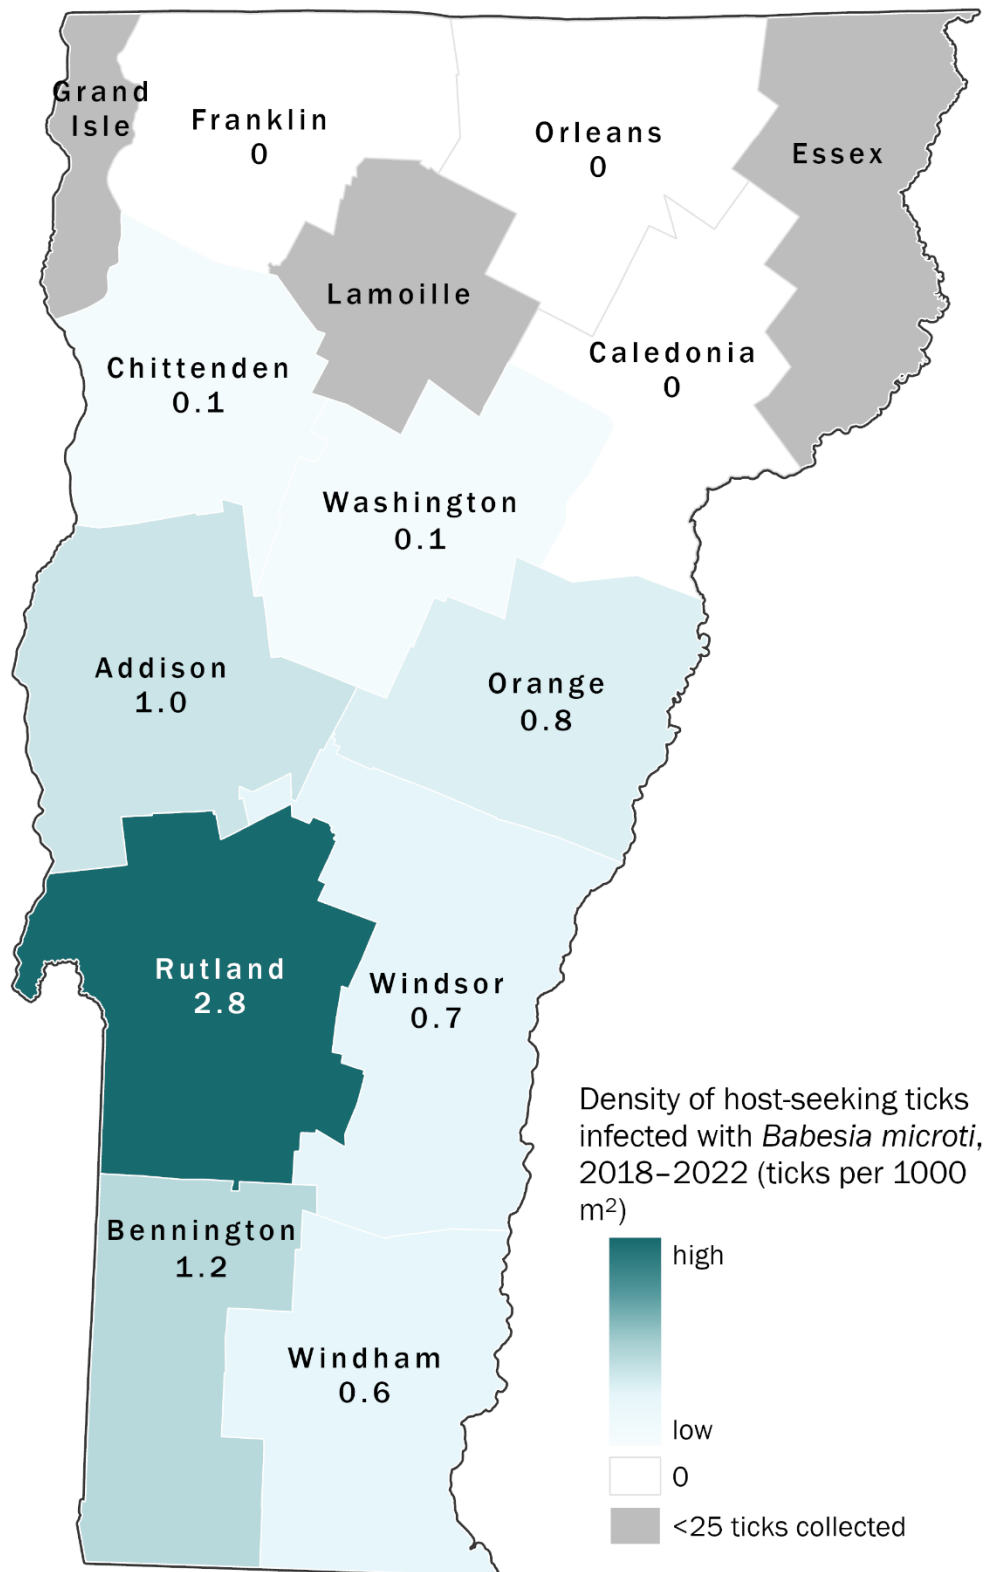 Grand
Isle
Franklin
0
Orleans
0
Essex
Lamoille
Chittenden
0.1
Caledonia
0
Washington
0.1
Addison
1.0
Orange
0.8
Rutland
2.8
Windsor
0.7
Bennington
1.2
Windham
0.6
Density of host-seeking ticks
infected with Babesia microti,
2018–2022 (ticks per 1000
m²)
high
low
0
<25 ticks collected